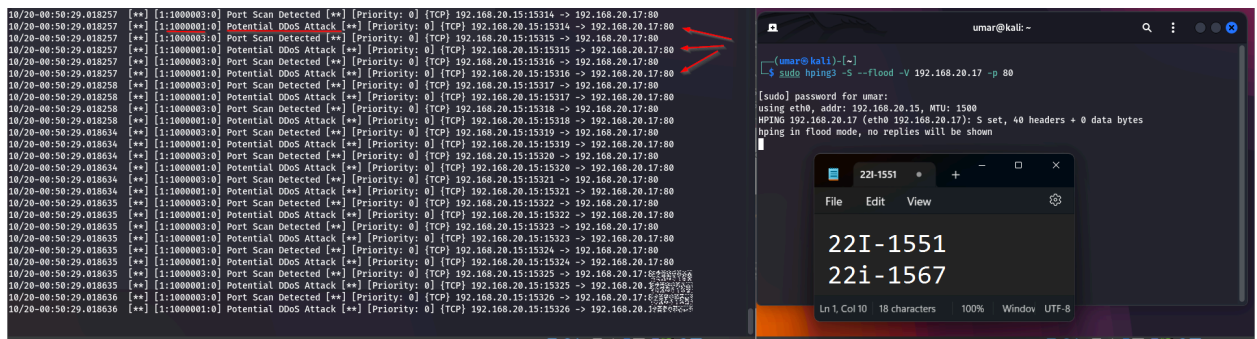 10/20-00:50:29.018257 [**] [1:1000003:0] Port Scan Detected [**] [Priority: 0] {TCP} 192.168.20.15:15314 -> 192.168.20.17:80
10/20-00:50:29.018257 [**] [1:1000001:0] Potential DDoS Attack [**] [Priority: 0] {TCP} 192.168.20.15:15314 -> 192.168.20.17:80
10/20-00:50:29.018257 [**] [1:1000003:0] Port Scan Detected [**] [Priority: 0] {TCP} 192.168.20.15:15315 -> 192.168.20.17:80
10/20-00:50:29.018257 [**] [1:1000001:0] Potential DDoS Attack [**] [Priority: 0] {TCP} 192.168.20.15:15315 -> 192.168.20.17:80
10/20-00:50:29.018257 [**] [1:1000003:0] Port Scan Detected [**] [Priority: 0] {TCP} 192.168.20.15:15316 -> 192.168.20.17:80
10/20-00:50:29.018257 [**] [1:1000001:0] Potential DDoS Attack [**] [Priority: 0] {TCP} 192.168.20.15:15316 -> 192.168.20.17:80
10/20-00:50:29.018258 [**] [1:1000003:0] Port Scan Detected [**] [Priority: 0] {TCP} 192.168.20.15:15317 -> 192.168.20.17:80
10/20-00:50:29.018258 [**] [1:1000001:0] Potential DDoS Attack [**] [Priority: 0] {TCP} 192.168.20.15:15317 -> 192.168.20.17:80
10/20-00:50:29.018258 [**] [1:1000003:0] Port Scan Detected [**] [Priority: 0] {TCP} 192.168.20.15:15318 -> 192.168.20.17:80
10/20-00:50:29.018258 [**] [1:1000001:0] Potential DDoS Attack [**] [Priority: 0] {TCP} 192.168.20.15:15318 -> 192.168.20.17:80
10/20-00:50:29.018634 [**] [1:1000003:0] Port Scan Detected [**] [Priority: 0] {TCP} 192.168.20.15:15319 -> 192.168.20.17:80
10/20-00:50:29.018634 [**] [1:1000001:0] Potential DDoS Attack [**] [Priority: 0] {TCP} 192.168.20.15:15319 -> 192.168.20.17:80
10/20-00:50:29.018634 [**] [1:1000003:0] Port Scan Detected [**] [Priority: 0] {TCP} 192.168.20.15:15320 -> 192.168.20.17:80
10/20-00:50:29.018634 [**] [1:1000001:0] Potential DDoS Attack [**] [Priority: 0] {TCP} 192.168.20.15:15320 -> 192.168.20.17:80
10/20-00:50:29.018634 [**] [1:1000003:0] Port Scan Detected [**] [Priority: 0] {TCP} 192.168.20.15:15321 -> 192.168.20.17:80
10/20-00:50:29.018634 [**] [1:1000001:0] Potential DDoS Attack [**] [Priority: 0] {TCP} 192.168.20.15:15321 -> 192.168.20.17:80
10/20-00:50:29.018635 [**] [1:1000003:0] Port Scan Detected [**] [Priority: 0] {TCP} 192.168.20.15:15322 -> 192.168.20.17:80
10/20-00:50:29.018635 [**] [1:1000001:0] Potential DDoS Attack [**] [Priority: 0] {TCP} 192.168.20.15:15322 -> 192.168.20.17:80
10/20-00:50:29.018635 [**] [1:1000003:0] Port Scan Detected [**] [Priority: 0] {TCP} 192.168.20.15:15323 -> 192.168.20.17:80
10/20-00:50:29.018635 [**] [1:1000001:0] Potential DDoS Attack [**] [Priority: 0] {TCP} 192.168.20.15:15323 -> 192.168.20.17:80
10/20-00:50:29.018635 [**] [1:1000003:0] Port Scan Detected [**] [Priority: 0] {TCP} 192.168.20.15:15324 -> 192.168.20.17:80
10/20-00:50:29.018635 [**] [1:1000001:0] Potential DDoS Attack [**] [Priority: 0] {TCP} 192.168.20.15:15324 -> 192.168.20.17:80
10/20-00:50:29.018635 [**] [1:1000003:0] Port Scan Detected [**] [Priority: 0] {TCP} 192.168.20.15:15325 ->
10/20-00:50:29.018635 [**] [1:1000001:0] Potential DDoS Attack [**] [Priority: 0] {TCP} 192.168.20.15:15325 ->
10/20-00:50:29.018636 [**] [1:1000003:0] Port Scan Detected [**] [Priority: 0] {TCP} 192.168.20.15:15326 ->
10/20-00:50:29.018636 [**] [1:1000001:0] Potential DDoS Attack [**] [Priority: 0] {TCP} 192.168.20.15:15326 ->
umar@kali: ~
(umar㉿kali)-[~]
$ sudo hping3 -S --flood -V 192.168.20.17 -p 80
[sudo] password for umar:
using eth0, addr: 192.168.20.15, MTU: 1500
HPING 192.168.20.17 (eth0 192.168.20.17): S set, 40 headers + 0 data bytes
hping in flood mode, no replies will be shown
22I-1551
File Edit View
22I-1551
22i-1567
Ln 1, Col 10 18 characters 100% Window UTF-8